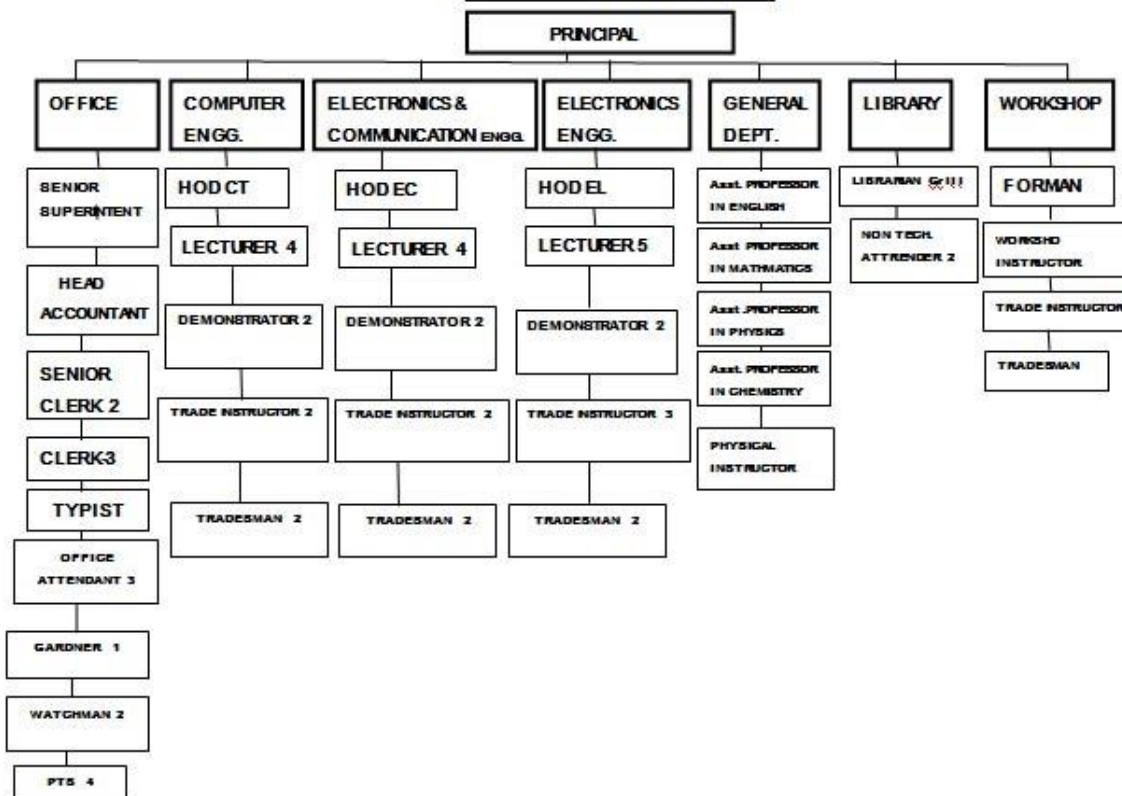 PRINCIPAL
OFFICE
SENIOR
SUPERINTENT
HEAD
ACCOUNTANT
SENIOR
CLERK 2
CLERK-3
TYPIST
OFFICE
ATTENDANT 3
GARDNER 1
WATCHMAN 2
PTS 4
COMPUTER
ENGG.
HOD CT
LECTURER 4
DEMONSTRATOR 2
TRADE INSTRUCTOR 2
TRADESMAN 2
ELECTRONICS &
COMMUNICATION ENGG.
HOD EC
LECTURER 4
DEMONSTRATOR 2
TRADE INSTRUCTOR 2
TRADESMAN 2
ELECTRONICS
ENGG.
HOD EL
LECTURER 5
DEMONSTRATOR 2
TRADE INSTRUCTOR 3
TRADESMAN 2
GENERAL
DEPT.
Asst. PROFESSOR
IN ENGLISH
Asst PROFESSOR
IN MATHMATICS
Asst .PROFESSOR
IN PHYSICS
Asst. PROFESSOR
IN CHEMISTRY
PHYSICAL
INSTRUCTOR
LIBRARY
LIBRARIAN Gr III
NON TECH.
ATTRENDER 2
WORKSHOP
FORMAN
WORKSHO
INSTRUCTOR
TRADE INSTRUCTOR
TRADESMAN